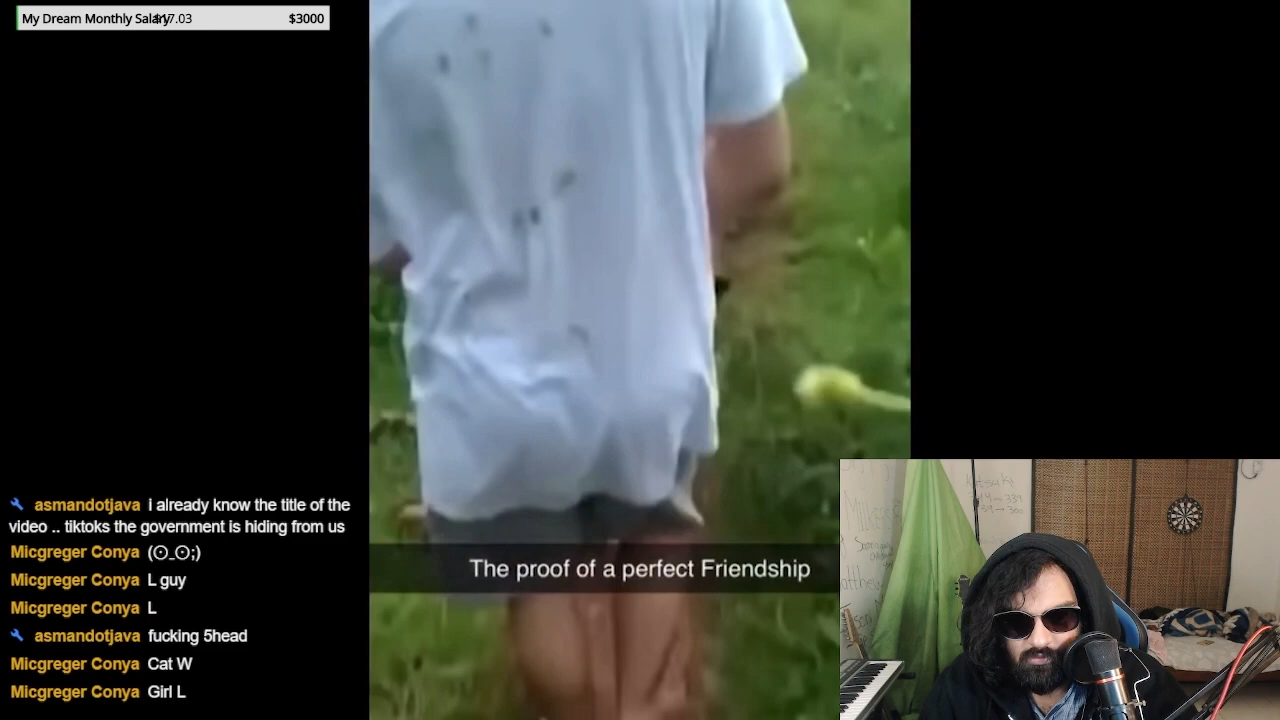 My Dream Monthly Salary $17.03 $3000
The proof of a perfect Friendship
asmandotjava i already know the title of the
video .. tiktoks the government is hiding from us
Micgreger Conya (⊙_⊙;)
Micgreger Conya L guy
Micgreger Conya L
asmandotjava fucking 5head
Micgreger Conya Cat W
Micgreger Conya Girl L